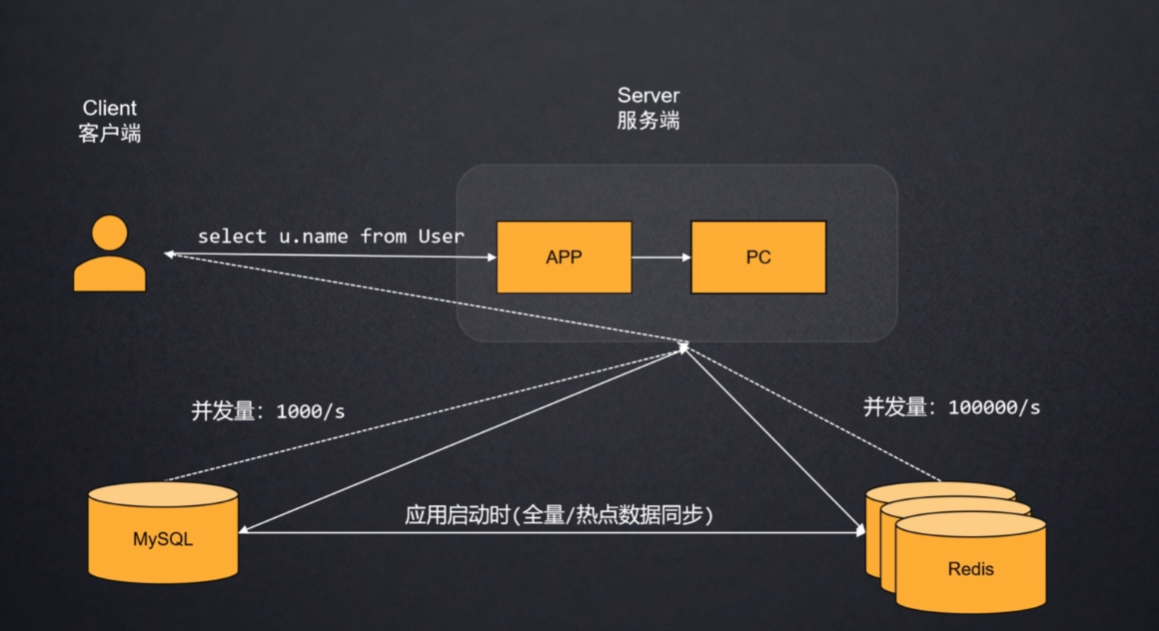 Client
客户端
Server
服务端
select u.name from User
APP
PC
并发量：1000/s
并发量：100000/s
应用启动时(全量/热点数据同步)
MySQL
Redis